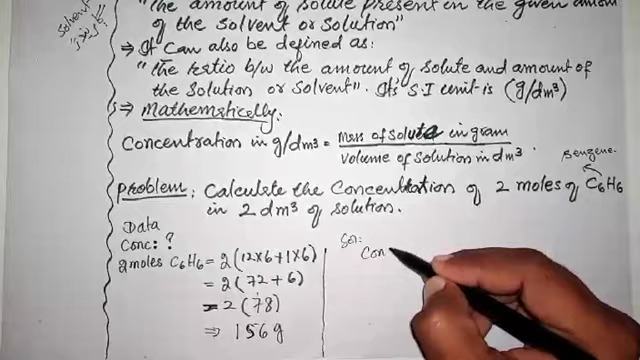 "The amount of solute present in the given
of the solvent or solution"
⇒ It can also be defined as:
"The ratio b/w the amount of solute and amount of
the solution or solvent". Its S.I unit is (g/dm³)
⇒ Mathematically:
Concentration in g/dm³ = Mass of solute in gram
Volume of solution in dm³.
Benzene.
Problem: Calculate the Concentration of 2 moles of C6H6
in 2 dm³ of solution.
Data
Conc: ?
2moles C6H6 = 2(12×6+1×6)
= 2(72+6)
= 2(78)
⇒ 156g
Sol:
Con